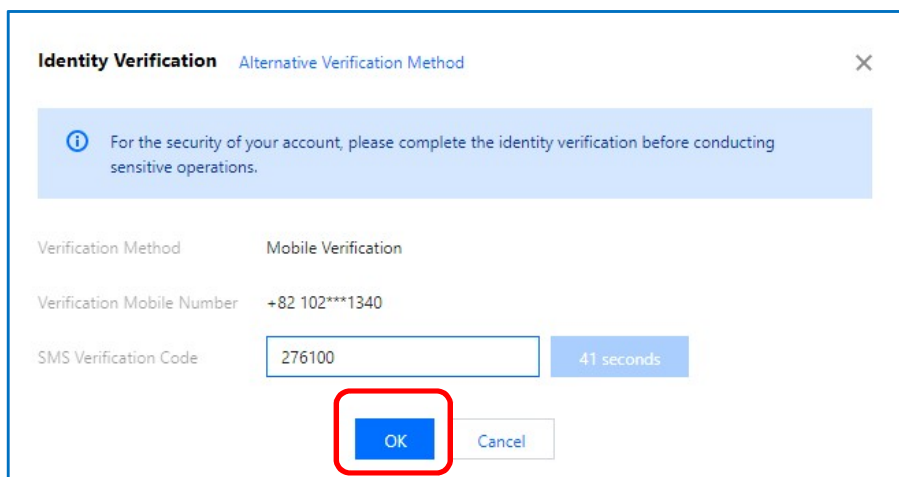 Identity Verification Alternative Verification Method
For the security of your account, please complete the identity verification before conducting
sensitive operations.
Verification Method Mobile Verification
Verification Mobile Number +82 102***1340
SMS Verification Code 276100 41 seconds
OK Cancel